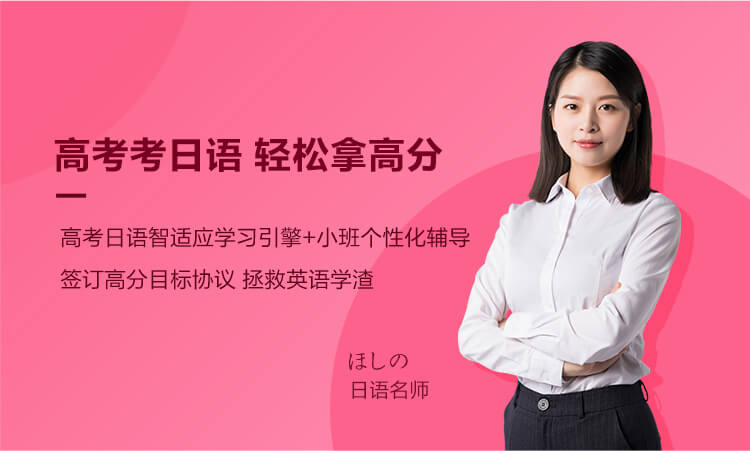 高考考日语 轻松拿高分
高考日语智适应学习引擎+小班个性化辅导
签订高分目标协议 拯救英语学渣
ほしの
日语名师